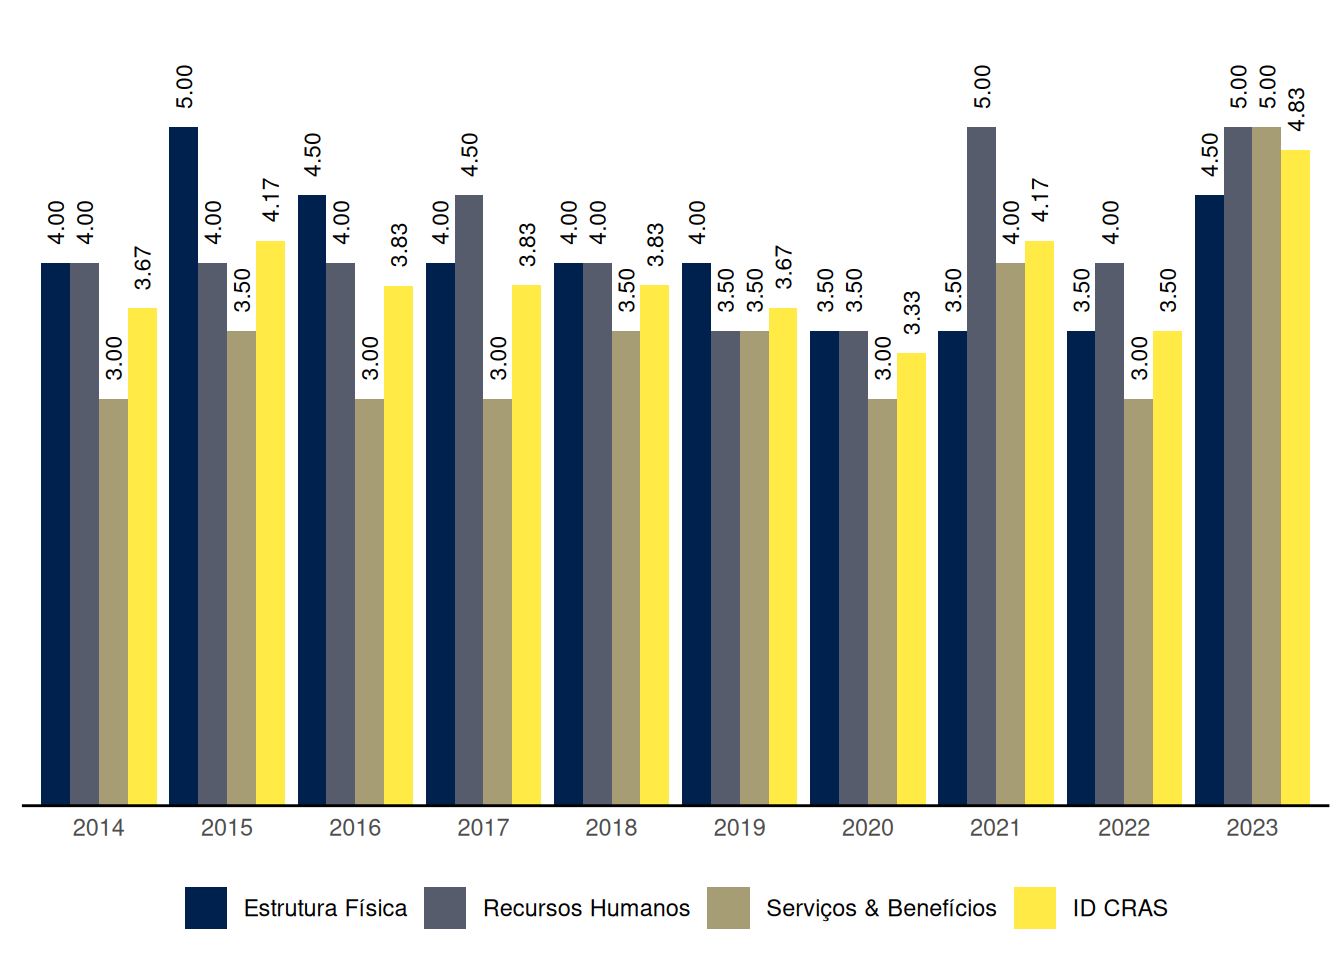 4.00 4.00 3.00 3.67
5.00 4.00 3.50 4.17
4.50 4.00 3.00 3.83
4.00 4.50 3.00 3.83
4.00 4.00 3.50 3.83
4.00 3.50 3.50 3.67
3.50 3.50 3.00 3.33
3.50 5.00 4.00 4.17
3.50 4.00 3.00 3.50
4.50 5.00 5.00 4.83
2014 2015 2016 2017 2018 2019 2020 2021 2022 2023
Estrutura Física Recursos Humanos Serviços & Benefícios ID CRAS